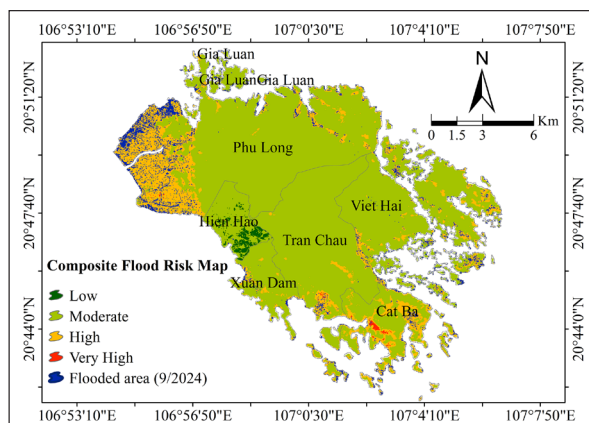 106°53'10"E 106°56'50"E 107°0'30"E 107°4'10"E 107°7'50"E
Gia Luan
Gia LuanGia Luan
N
Km
0 1.5 3 6
20°51'20"N
20°51'20"N
Phu Long
20°47'40"N
20°47'40"N
Viet Hai
Hien Hao
Tran Chau
Composite Flood Risk Map
Xuan Dam
Low
Moderate
Cat Ba
High
20°44'0"N
20°44'0"N
Very High
Flooded area (9/2024)
106°53'10"E 106°56'50"E 107°0'30"E 107°4'10"E 107°7'50"E